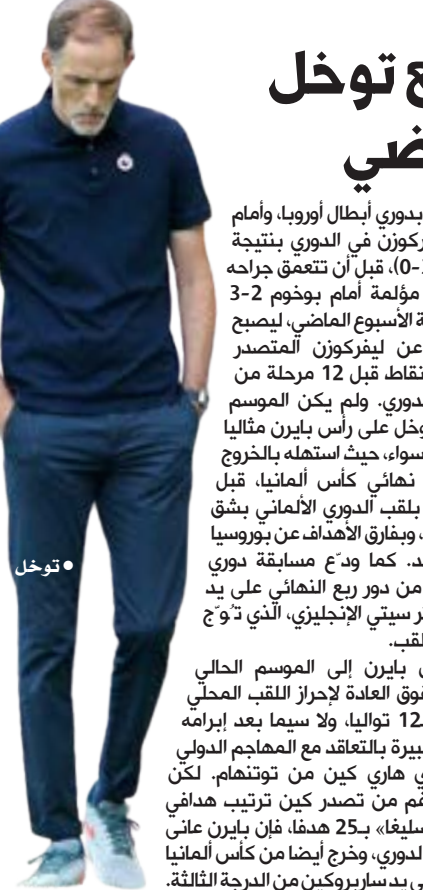 ع توخل
ضي
بدوري أبطال أوروبا، وأمام
ركوزن في الدوري بنتيجة
0-3)، قبل أن تتعمق جراحه
مؤلمة أمام بوخوم 2-3
ة الأسبوع الماضي، ليصبح
عن ليفركوزن المتصدر
نقاط قبل 12 مرحلة من
لدوري. ولم يكن الموسم
وخل على رأس بايرن مثاليا
سواء، حيث استهله بالخروج
نهائي كأس ألمانيا، قبل
بلقب الدوري الألماني بشق
، وبفارق الأهداف عن بوروسيا
ـد. كما ودّع مسابقة دوري
من دور ربع النهائي على يد
ر سيتي الإنجليزي، الذي تُوّج
لقب.
بايرن إلى الموسم الحالي
فوق العادة لإحراز اللقب المحلي
ـ12 تواليا، ولا سيما بعد إبرامه
بيرة بالتعاقد مع المهاجم الدولي
ي هاري كين من توتنهام. لكن
غم من تصدر كين ترتيب هدافي
سليغا» بـ25 هدفا، فإن بايرن عانى
الدوري، وخرج أيضا من كأس ألمانيا
ى يد ساربروكين من الدرجة الثالثة.
• توخل